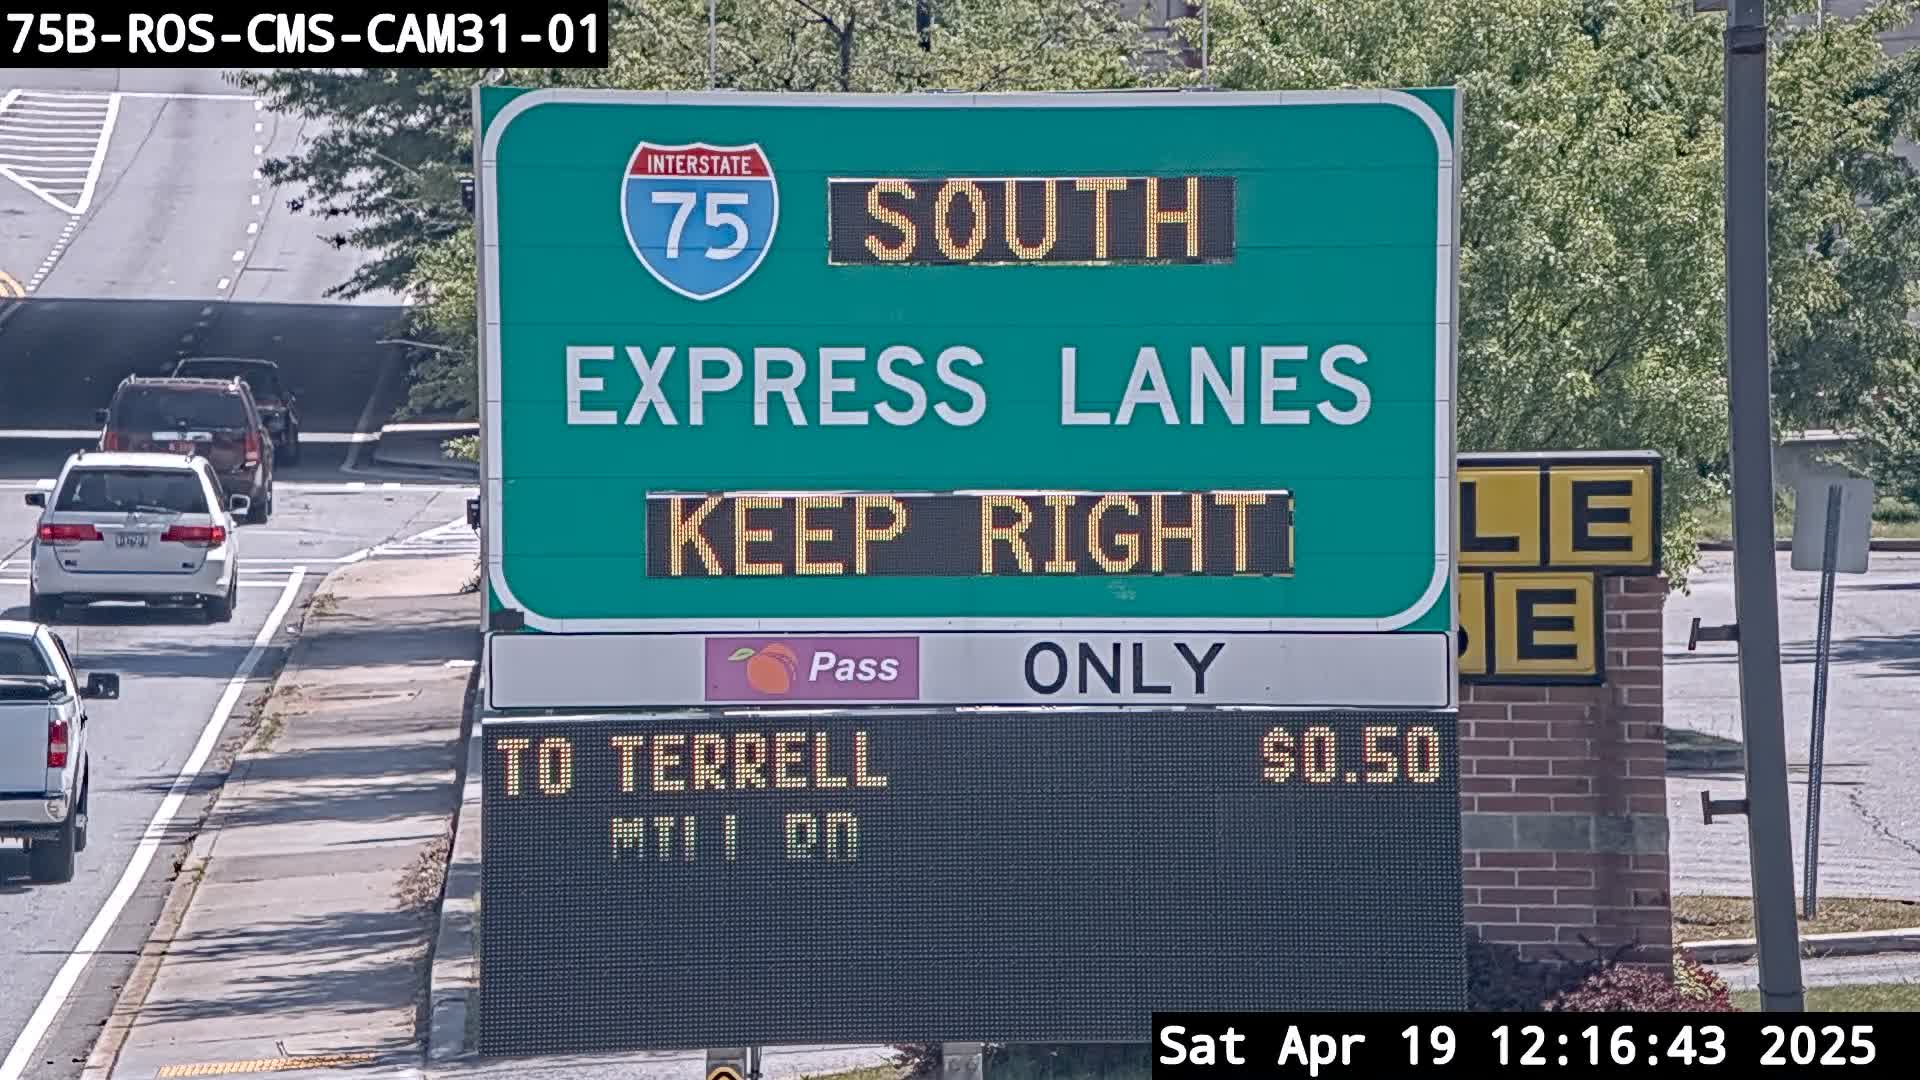 75B-ROS-CMS-CAM31-01
INTERSTATE
75
SOUTH
EXPRESS LANES
KEEP RIGHT
Pass ONLY
TO TERRELL $0.50
LE
E
Sat Apr 19 12:16:43 2025